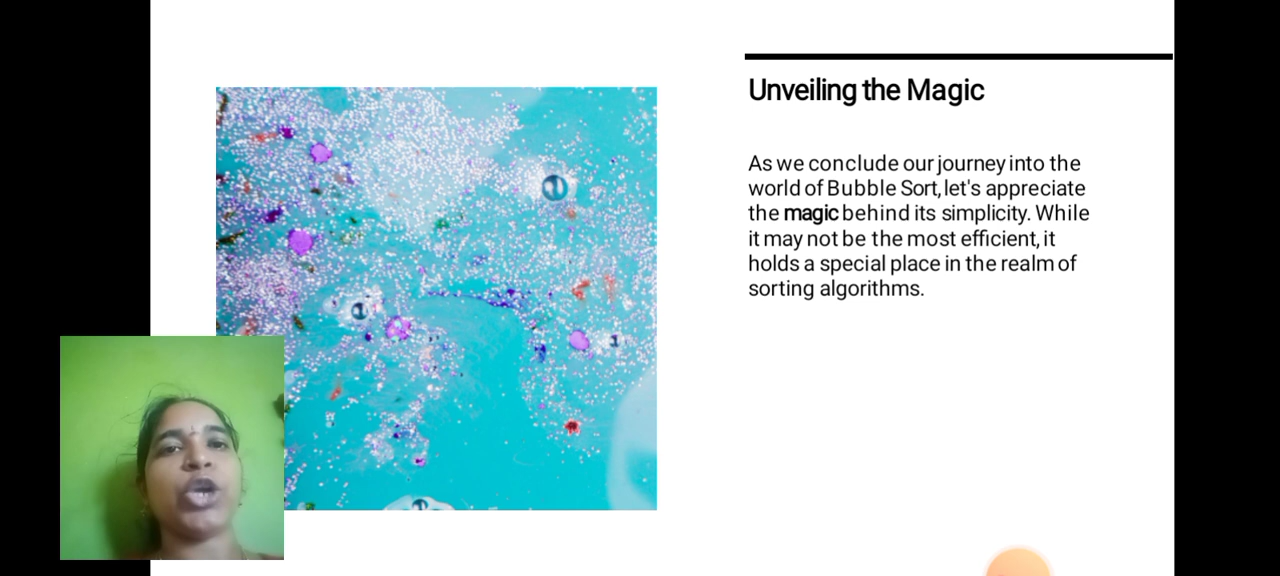 Unveiling the Magic
As we conclude our journey into the
world of Bubble Sort, let's appreciate
the magic behind its simplicity. While
it may not be the most efficient, it
holds a special place in the realm of
sorting algorithms.